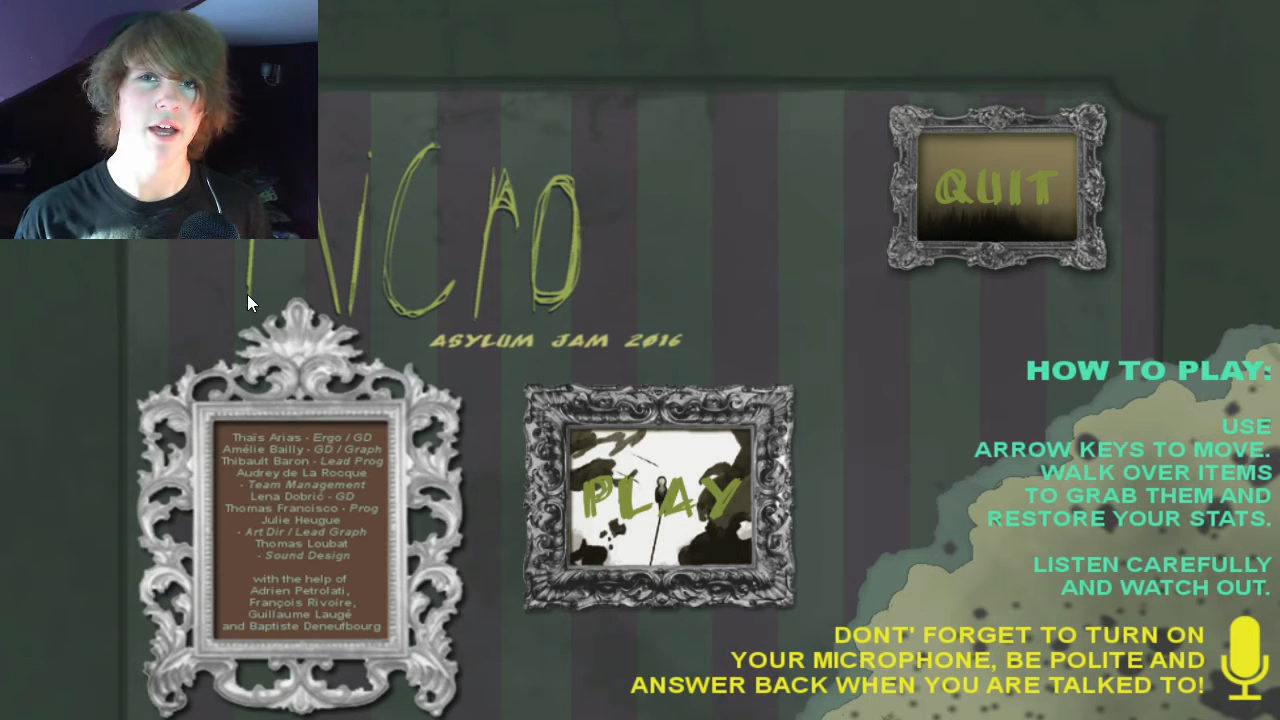 QUIT
ASYLUM JAM 2016
HOW TO PLAY:
USE
ARROW KEYS TO MOVE.
WALK OVER ITEMS
TO GRAB THEM AND
RESTORE YOUR STATS.
LISTEN CAREFULLY
AND WATCH OUT.
Thaïs Arias - Ergo / GD
Amélie Bailly - GD / Graph
Thibault Baron - Lead Prog
Audrey de La Rocque
- Team Management
Lena Dobrić - GD
Thomas Francisco - Prog
Julie Heugue
- Art Dir / Lead Graph
Thomas Loubat
- Sound Design
with the help of
Adrien Petrolati,
François Rivoire,
Guillaume Laugé
and Baptiste Deneufbourg
PLAY
DONT' FORGET TO TURN ON
YOUR MICROPHONE, BE POLITE AND
ANSWER BACK WHEN YOU ARE TALKED TO!